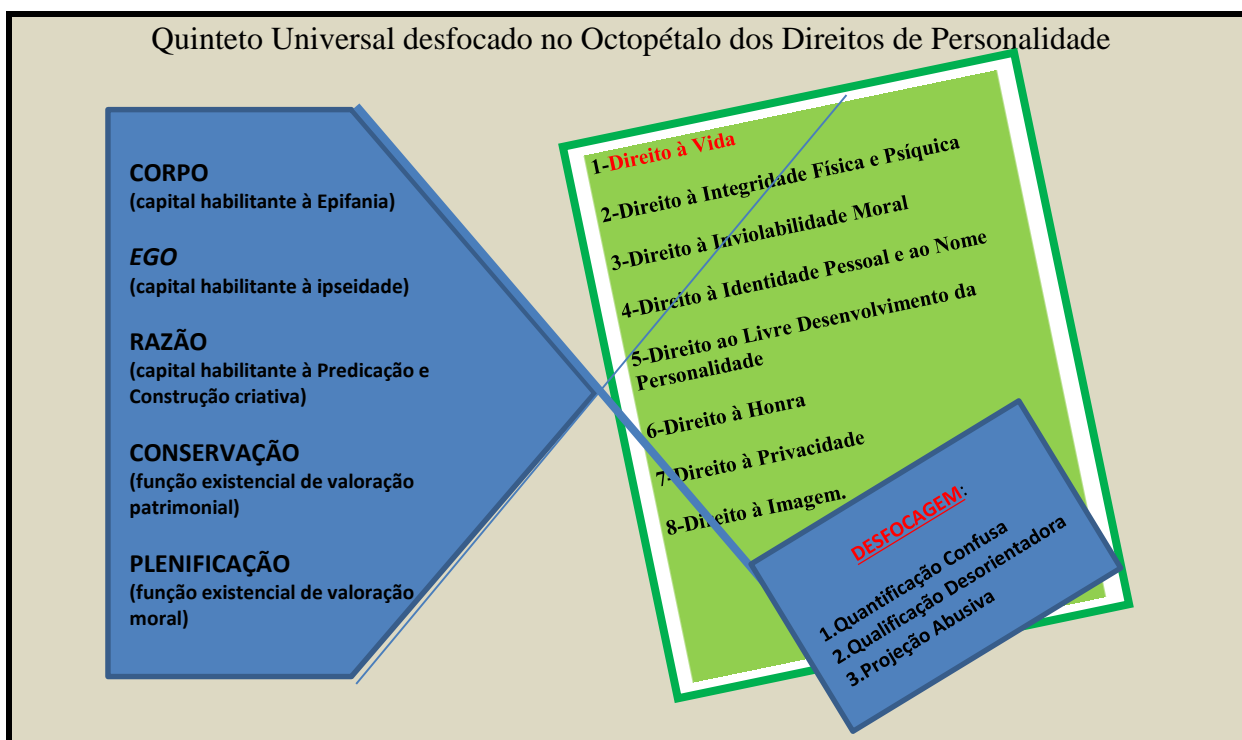 Quinteto Universal desfocado no Octopétalo dos Direitos de Personalidade
CORPO
(capital habilitante à Epifania)
EGO
(capital habilitante à ipseidade)
RAZÃO
(capital habilitante à Predicação e
Construção criativa)
CONSERVAÇÃO
(função existencial de valoração
patrimonial)
PLENIFICAÇÃO
(função existencial de valoração
moral)
1-Direito à Vida
2-Direito à Integridade Física e Psíquica
3-Direito à Inviolabilidade Moral
4-Direito à Identidade Pessoal e ao Nome
5-Direito ao Livre Desenvolvimento da
Personalidade
6-Direito à Honra
7-Direito à Privacidade
8-Direito à Imagem.
DESFOCAGEM:
1.Quantificação Confusa
2.Qualificação Desorientadora
3.Projeção Abusiva